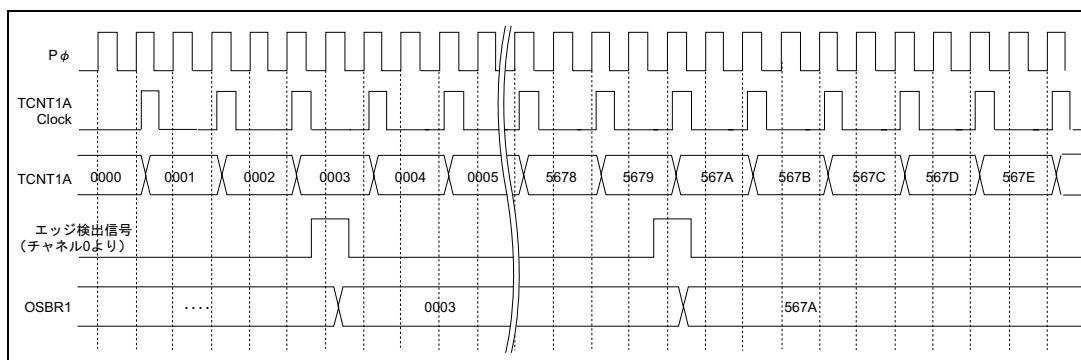 Pφ
TCNT1A
Clock
TCNT1A 0000 0001 0002 0003 0004 0005 5678 5679 567A 567B 567C 567D 567E
エッジ検出信号
(チャネル0より)
OSBR1 ‥‥ 0003 567A